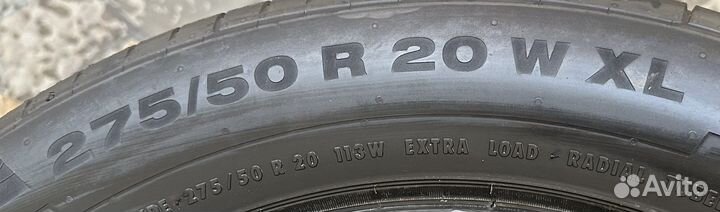 275/50 R 20 W XL
275/50 R 20 113W EXTRA LOAD RADIAL
Avito